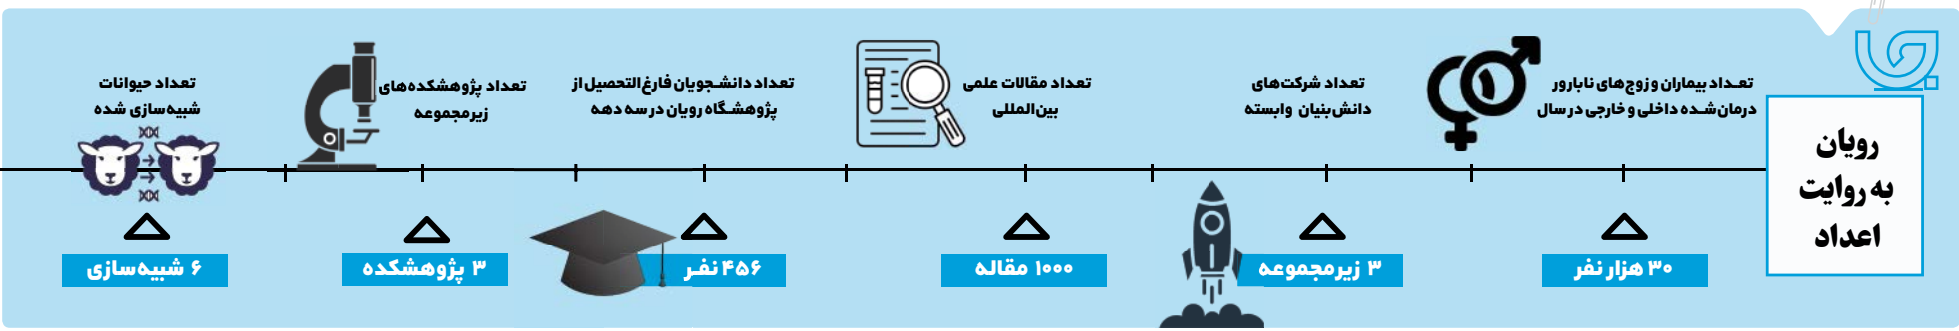 رویان
به روایت
اعداد
تعداد بیماران و زوج‌های نابارور
درمان‌شده داخلی و خارجی در سال
۳۰ هزار نفر
تعداد شرکت‌های
دانش‌بنیان وابسته
۳ زیرمجموعه
تعداد مقالات علمی
بین‌المللی
۱۰۰۰ مقاله
تعداد دانشجویان فارغ‌التحصیل از
پژوهشگاه رویان در سه دهه
۴۵۶ نفر
تعداد پژوهشکده‌های
زیرمجموعه
۳ پژوهشکده
تعداد حیوانات
شبیه‌سازی شده
۶ شبیه‌سازی